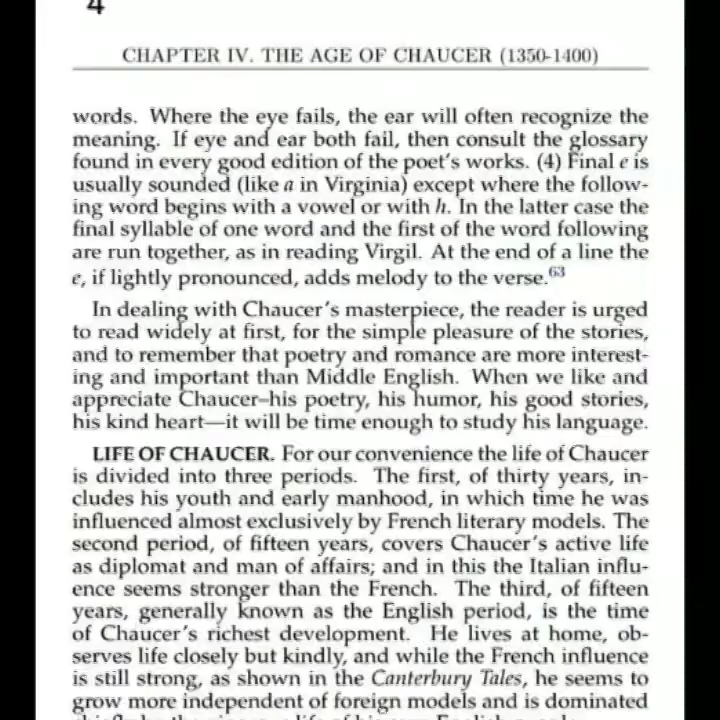 4
CHAPTER IV. THE AGE OF CHAUCER (1350-1400)
words. Where the eye fails, the ear will often recognize the
meaning. If eye and ear both fail, then consult the glossary
found in every good edition of the poet's works. (4) Final e is
usually sounded (like a in Virginia) except where the follow-
ing word begins with a vowel or with h. In the latter case the
final syllable of one word and the first of the word following
are run together, as in reading Virgil. At the end of a line the
e, if lightly pronounced, adds melody to the verse.63
In dealing with Chaucer's masterpiece, the reader is urged
to read widely at first, for the simple pleasure of the stories,
and to remember that poetry and romance are more interest-
ing and important than Middle English. When we like and
appreciate Chaucer–his poetry, his humor, his good stories,
his kind heart—it will be time enough to study his language.
LIFE OF CHAUCER. For our convenience the life of Chaucer
is divided into three periods. The first, of thirty years, in-
cludes his youth and early manhood, in which time he was
influenced almost exclusively by French literary models. The
second period, of fifteen years, covers Chaucer's active life
as diplomat and man of affairs; and in this the Italian influ-
ence seems stronger than the French. The third, of fifteen
years, generally known as the English period, is the time
of Chaucer's richest development. He lives at home, ob-
serves life closely but kindly, and while the French influence
is still strong, as shown in the Canterbury Tales, he seems to
grow more independent of foreign models and is dominated